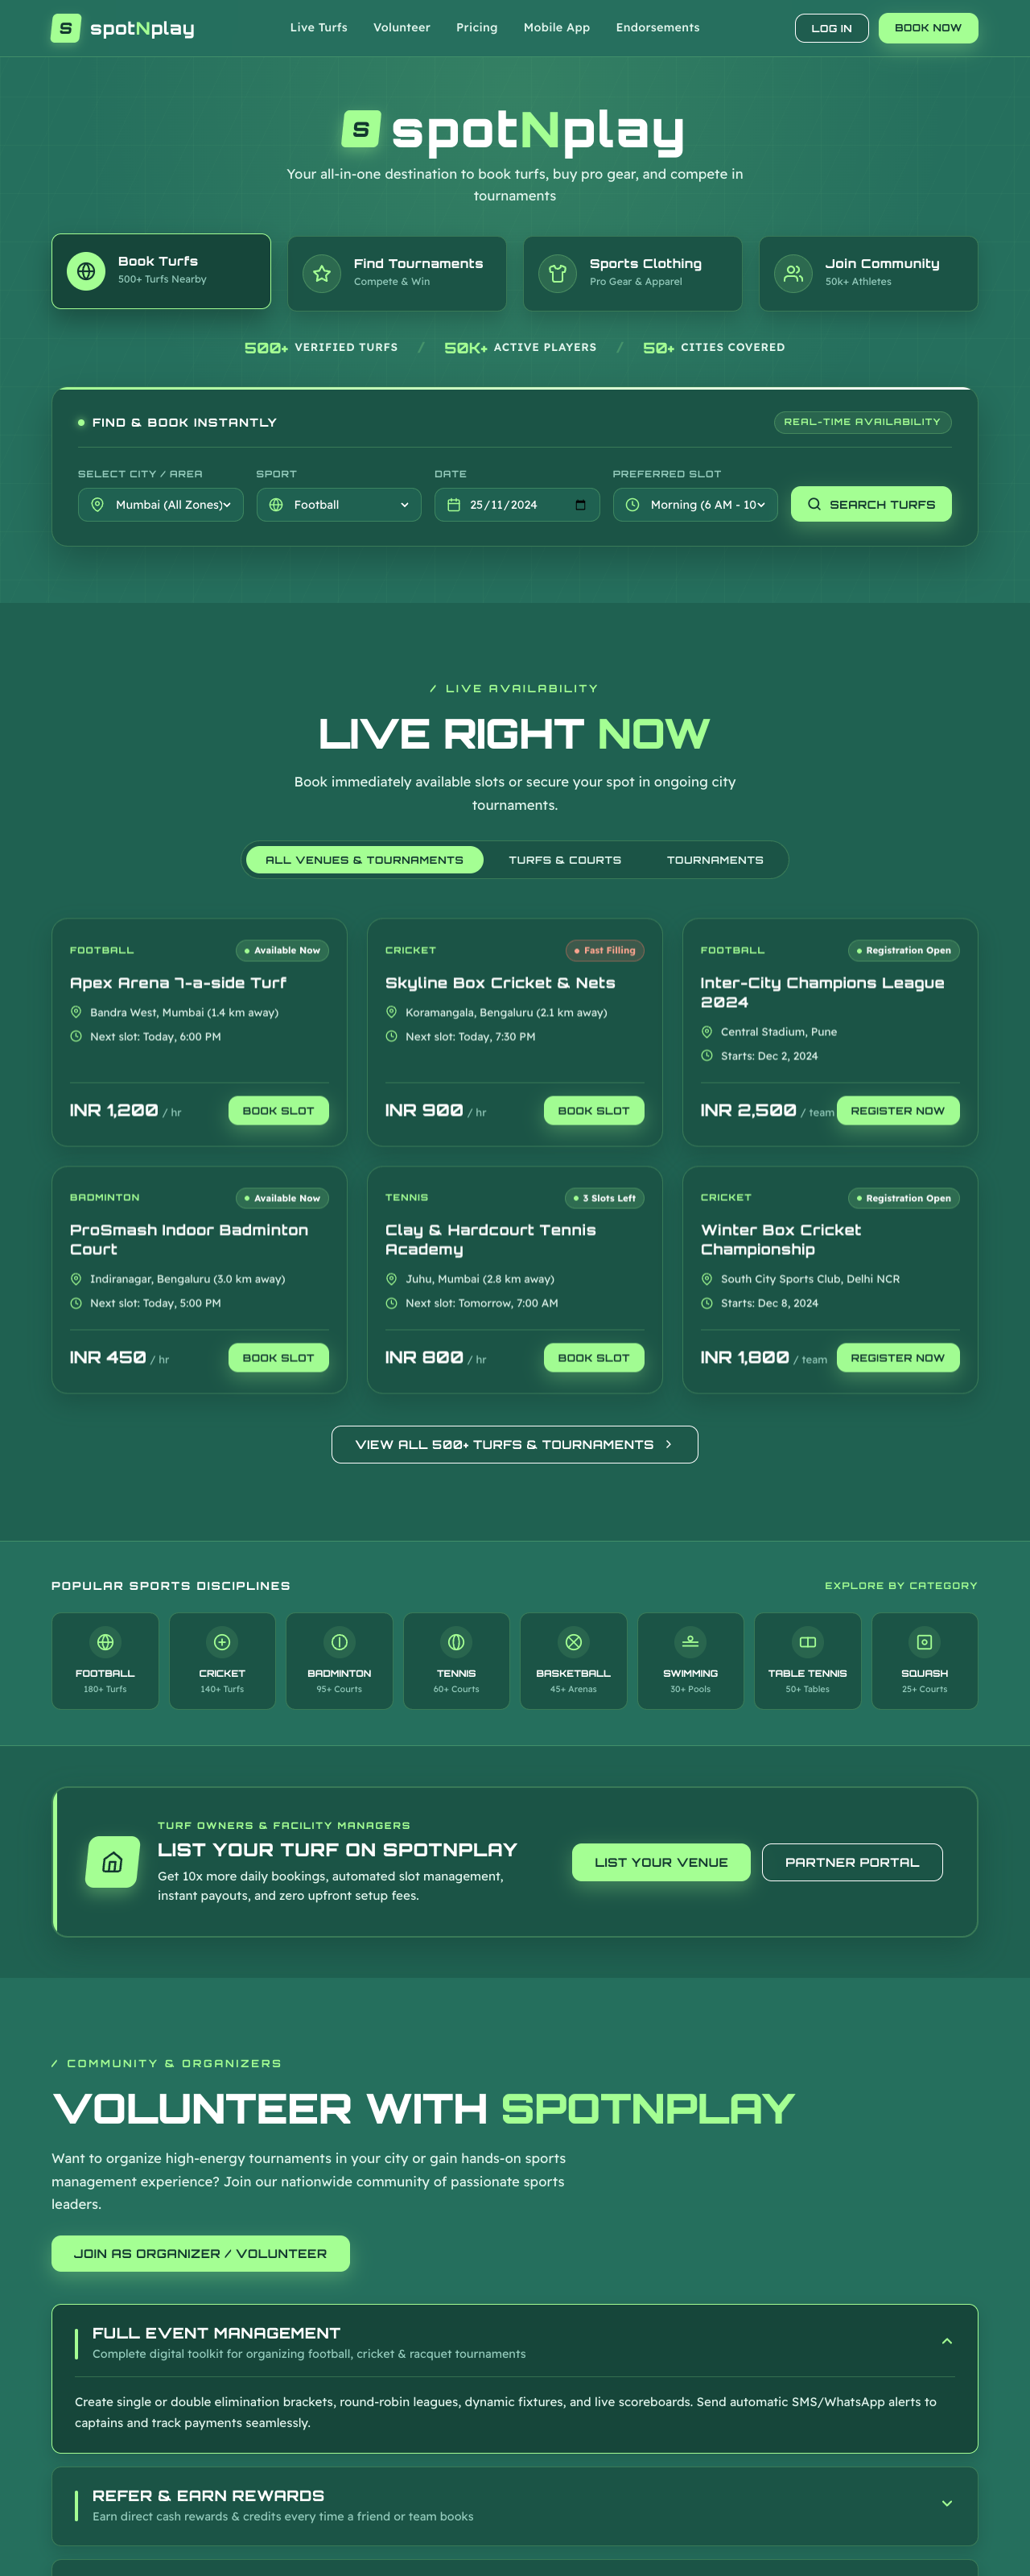 S spotNplay
Live Turfs
Volunteer
Pricing
Mobile App
Endorsements
LOG IN
BOOK NOW
S spotNplay
Your all-in-one destination to book turfs, buy pro gear, and compete in
tournaments
Book Turfs
500+ Turfs Nearby
Find Tournaments
Compete & Win
Sports Clothing
Pro Gear & Apparel
Join Community
50k+ Athletes
500+ VERIFIED TURFS / 50K+ ACTIVE PLAYERS / 50+ CITIES COVERED
FIND & BOOK INSTANTLY
REAL-TIME AVAILABILITY
SELECT CITY / AREA
Mumbai (All Zones)
SPORT
Football
DATE
25/11/2024
PREFERRED SLOT
Morning (6 AM - 10
SEARCH TURFS
/ LIVE AVAILABILITY
LIVE RIGHT NOW
Book immediately available slots or secure your spot in ongoing city
tournaments.
ALL VENUES & TOURNAMENTS
TURFS & COURTS
TOURNAMENTS
FOOTBALL
Available Now
Apex Arena 7-a-side Turf
Bandra West, Mumbai (1.4 km away)
Next slot: Today, 6:00 PM
INR 1,200 / hr
BOOK SLOT
CRICKET
Fast Filling
Skyline Box Cricket & Nets
Koramangala, Bengaluru (2.1 km away)
Next slot: Today, 7:30 PM
INR 900 / hr
BOOK SLOT
FOOTBALL
Registration Open
Inter-City Champions League
2024
Central Stadium, Pune
Starts: Dec 2, 2024
INR 2,500 / team
REGISTER NOW
BADMINTON
Available Now
ProSmash Indoor Badminton
Court
Indiranagar, Bengaluru (3.0 km away)
Next slot: Today, 5:00 PM
INR 450 / hr
BOOK SLOT
TENNIS
3 Slots Left
Clay & Hardcourt Tennis
Academy
Juhu, Mumbai (2.8 km away)
Next slot: Tomorrow, 7:00 AM
INR 800 / hr
BOOK SLOT
CRICKET
Registration Open
Winter Box Cricket
Championship
South City Sports Club, Delhi NCR
Starts: Dec 8, 2024
INR 1,800 / team
REGISTER NOW
VIEW ALL 500+ TURFS & TOURNAMENTS
POPULAR SPORTS DISCIPLINES
EXPLORE BY CATEGORY
FOOTBALL
180+ Turfs
CRICKET
140+ Turfs
BADMINTON
95+ Courts
TENNIS
60+ Courts
BASKETBALL
45+ Arenas
SWIMMING
30+ Pools
TABLE TENNIS
50+ Tables
SQUASH
25+ Courts
TURF OWNERS & FACILITY MANAGERS
LIST YOUR TURF ON SPOTNPLAY
Get 10x more daily bookings, automated slot management,
instant payouts, and zero upfront setup fees.
LIST YOUR VENUE
PARTNER PORTAL
/ COMMUNITY & ORGANIZERS
VOLUNTEER WITH SPOTNPLAY
Want to organize high-energy tournaments in your city or gain hands-on sports
management experience? Join our nationwide community of passionate sports
leaders.
JOIN AS ORGANIZER / VOLUNTEER
FULL EVENT MANAGEMENT
Complete digital toolkit for organizing football, cricket & racquet tournaments
Create single or double elimination brackets, round-robin leagues, dynamic fixtures, and live scoreboards. Send automatic SMS/WhatsApp alerts to
captains and track payments seamlessly.
REFER & EARN REWARDS
Earn direct cash rewards & credits every time a friend or team books